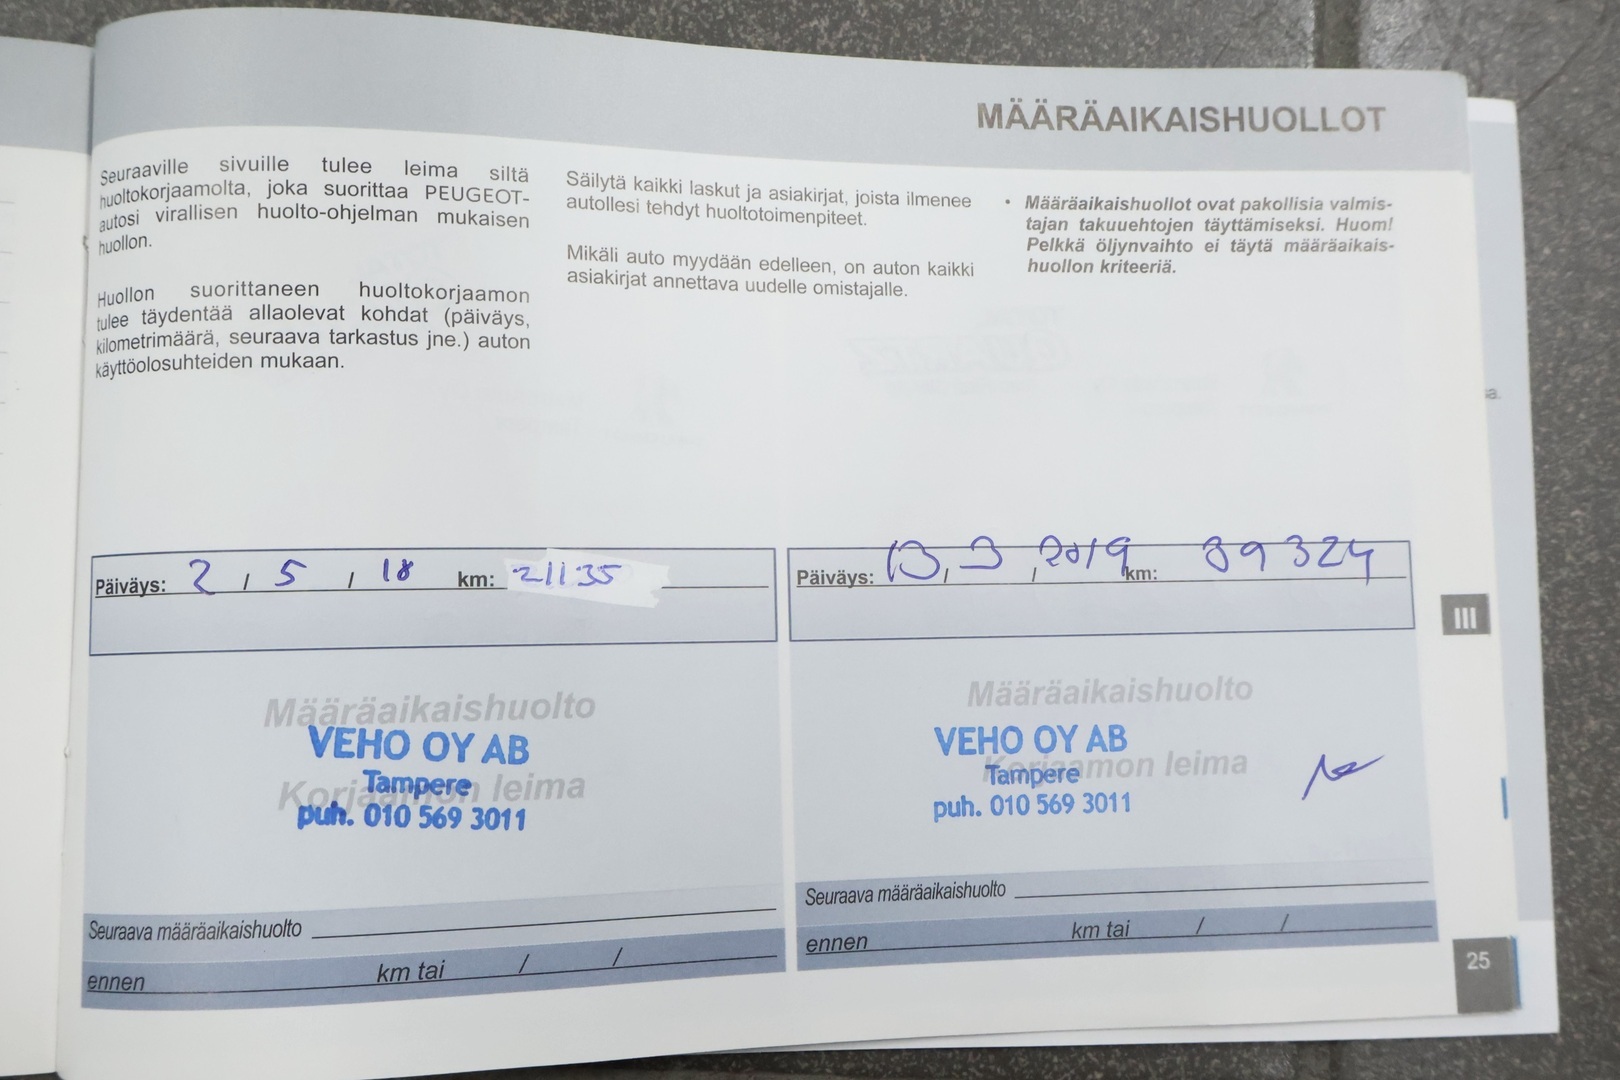 MÄÄRÄAIKAISHUOLLOT
Seuraaville sivuille tulee leima siltä
huoltokorjaamolta, joka suorittaa PEUGEOT-
autosi virallisen huolto-ohjelman mukaisen
huollon.
Huollon suorittaneen huoltokorjaamon
tulee täydentää allaolevat kohdat (päiväys,
kilometrimäärä, seuraava tarkastus jne.) auton
käyttöolosuhteiden mukaan.
Säilytä kaikki laskut ja asiakirjat, joista ilmenee
autollesi tehdyt huoltotoimenpiteet.
Mikäli auto myydään edelleen, on auton kaikki
asiakirjat annettava uudelle omistajalle.
• Määräaikaishuollot ovat pakollisia valmis-
tajan takuuehtojen täyttämiseksi. Huom!
Pelkkä öljynvaihto ei täytä määräaikais-
huollon kriteeriä.
Päiväys: 2 / 5 / 18 km: 21135
Määräaikaishuolto
VEHO OY AB
Korjaamon leima
Tampere
puh. 010 569 3011
Seuraava määräaikaishuolto
ennen km tai / /
Päiväys: 13, 3, 2019 km: 39324
Määräaikaishuolto
VEHO OY AB
Korjaamon leima
Tampere
puh. 010 569 3011
Seuraava määräaikaishuolto
ennen km tai / /
III
25